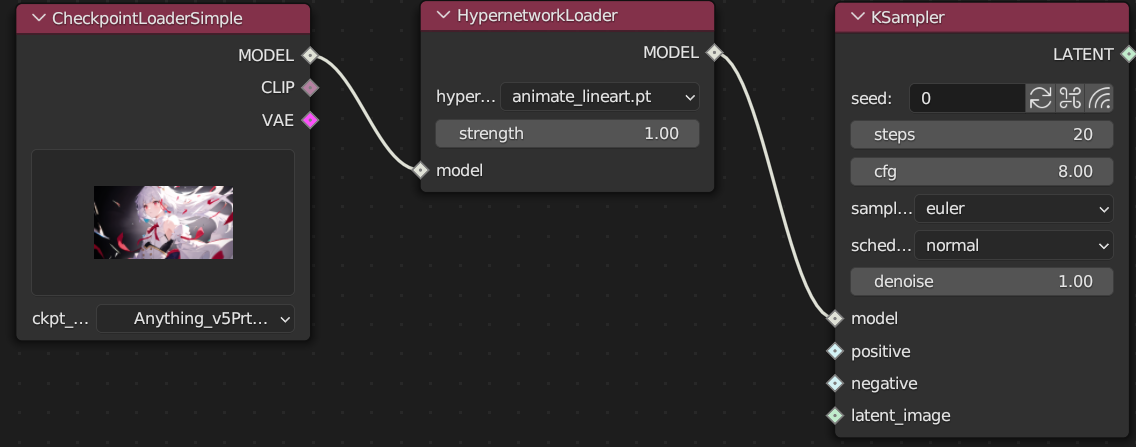 CheckpointLoaderSimple
MODEL
CLIP
VAE
ckpt_... Anything_v5Prt...
HypernetworkLoader
MODEL
hyper... animate_lineart.pt
strength 1.00
model
KSampler
LATENT
seed: 0
steps 20
cfg 8.00
sampl... euler
sched... normal
denoise 1.00
model
positive
negative
latent_image